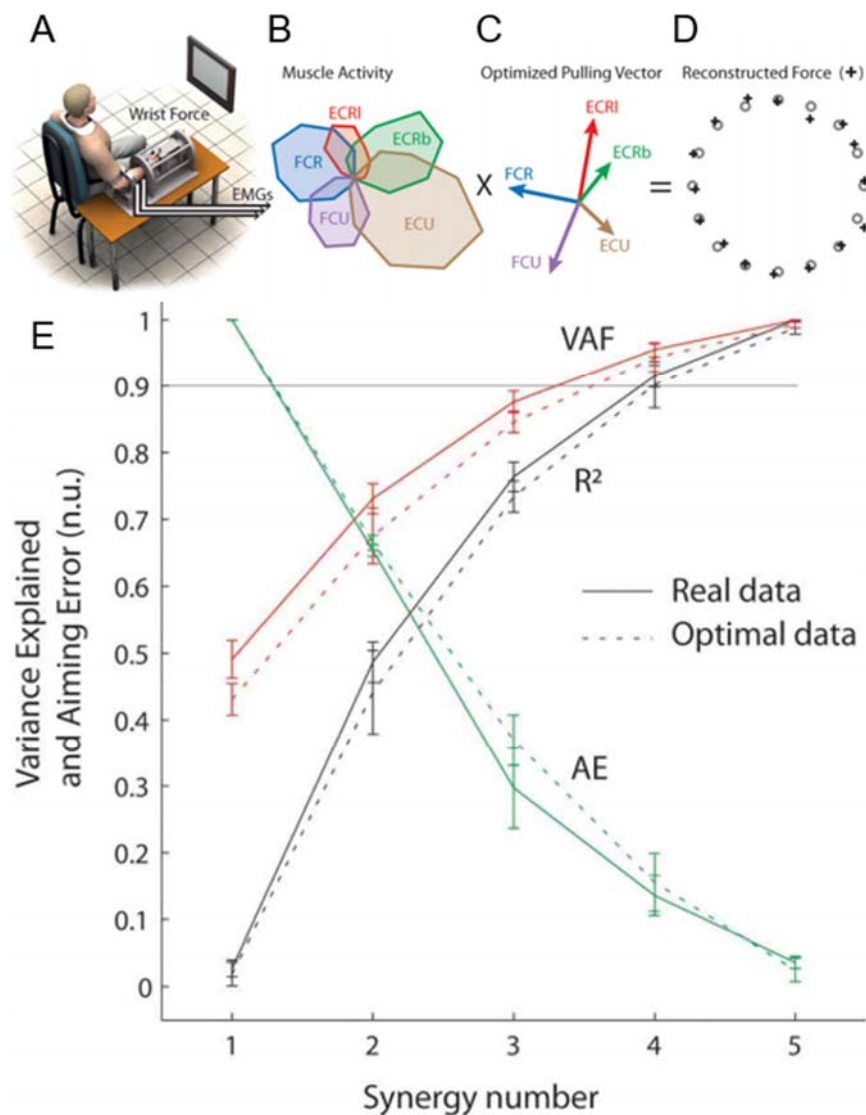 A
B
C
D
Muscle Activity
Optimized Pulling Vector
Reconstructed Force (+)
Wrist Force
EMGs
ECRl
FCR
ECRb
FCU
ECU
X
ECRl
ECRb
FCR
ECU
FCU
=
E
1
0.9
0.8
0.7
0.6
0.5
0.4
0.3
0.2
0.1
0
VAF
R²
AE
Real data
Optimal data
Variance Explained
and Aiming Error (n.u.)
1 2 3 4 5
Synergy number